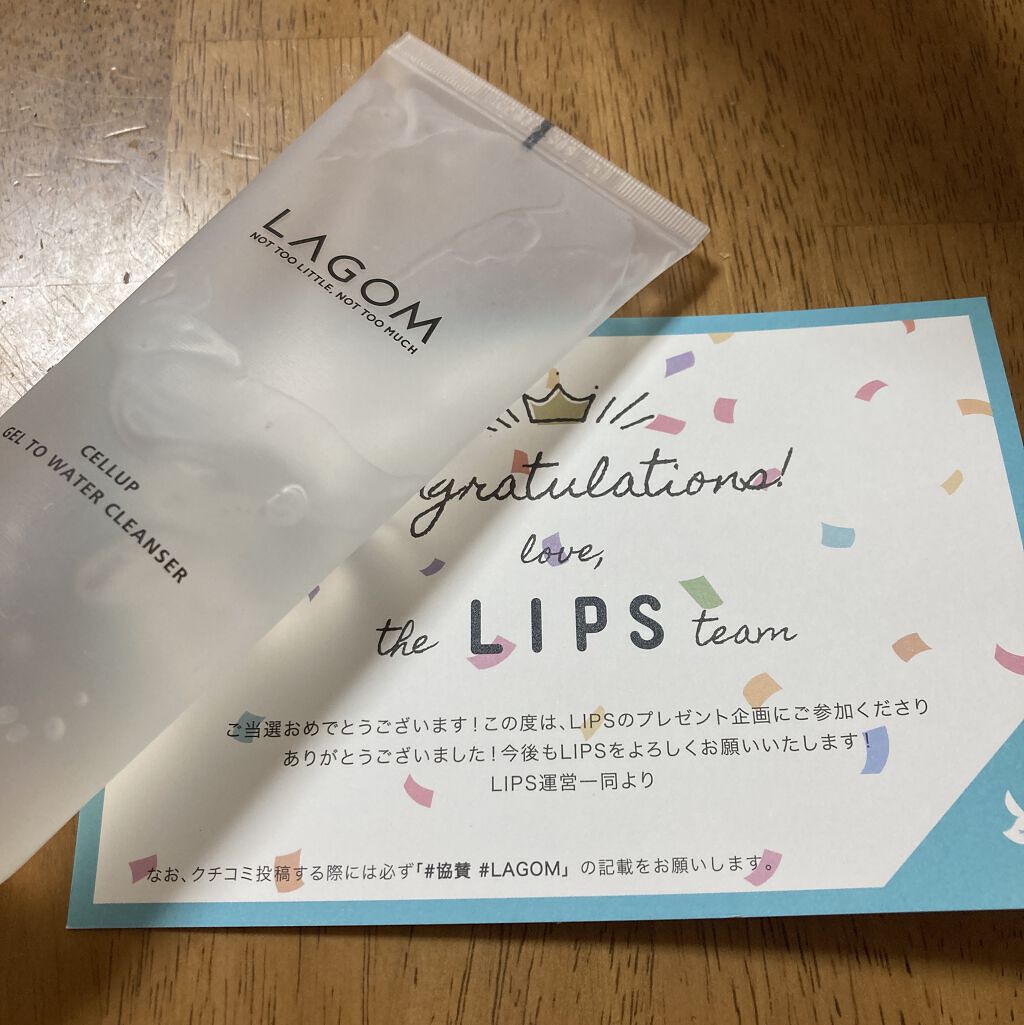 LAGOM
NOT TOO LITTLE, NOT TOO MUCH
CELLUP
GEL TO WATER CLEANSER
gratulations!
love,
the LIPS team
ご当選おめでとうございます!この度は、LIPSのプレゼント企画にご参加くださり
ありがとうございました!今後もLIPSをよろしくお願いいたします!
LIPS運営一同より
なお、クチコミ投稿する際には必ず「#協賛 #LAGOM」の記載をお願いします。